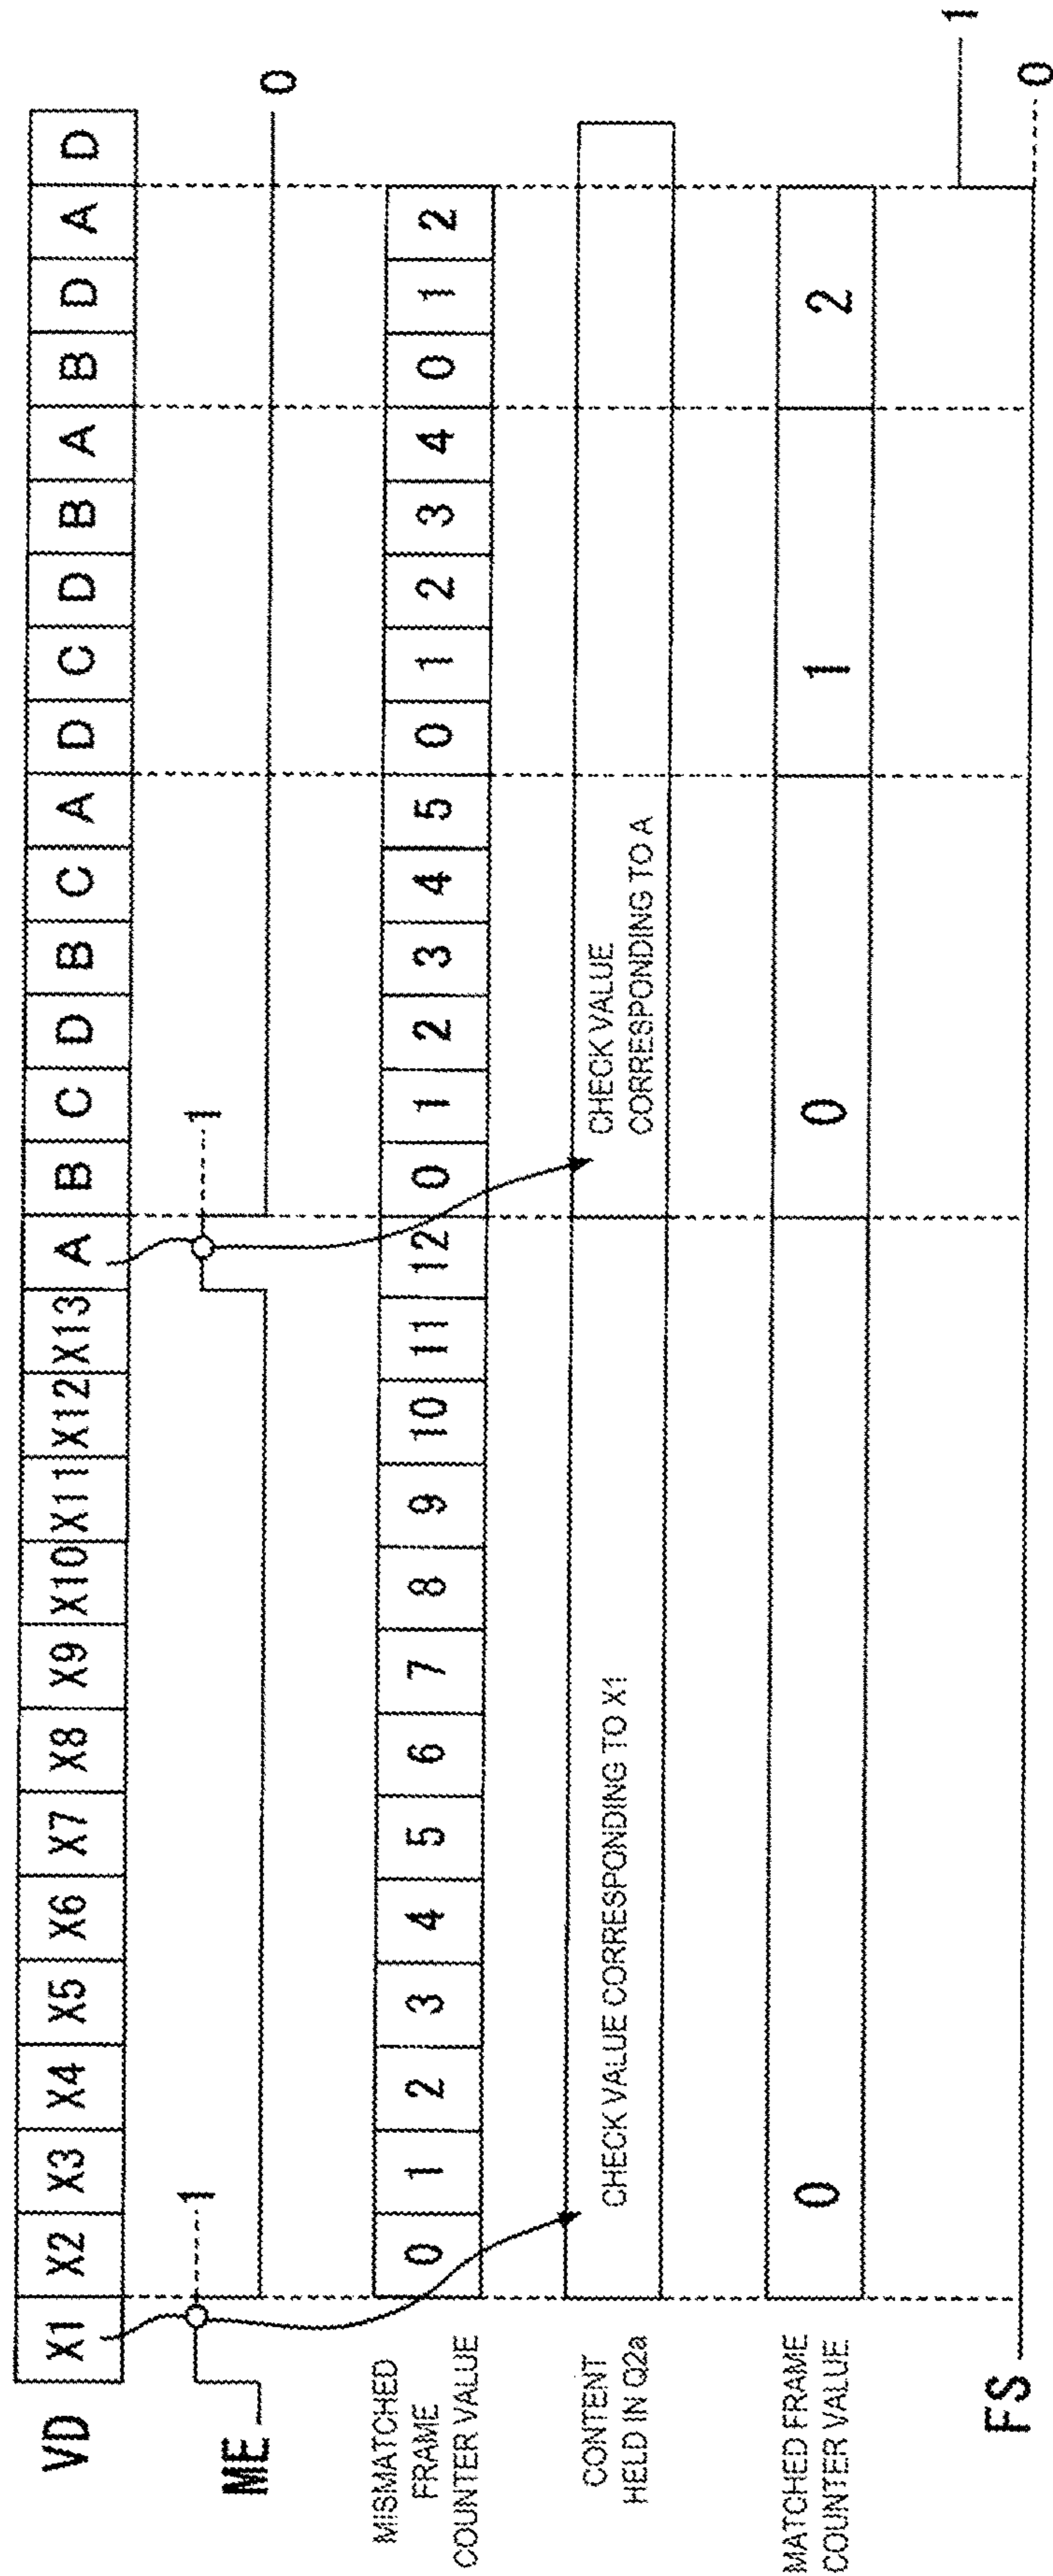 VD X1 X2 X3 X4 X5 X6 X7 X8 X9 X10 X11 X12 X13 A B C D B C A D C D B A B D A D
1 1
ME 0
MISMATCHED
FRAME
COUNTER VALUE
0 1 2 3 4 5 6 7 8 9 10 11 12 0 1 2 3 4 5 0 1 2 3 4 0 1 2
CONTENT
HELD IN Q2a
CHECK VALUE CORRESPONDING TO X1
CHECK VALUE
CORRESPONDING TO A
MATCHED FRAME
COUNTER VALUE
0 0 1 2
1
FS 0